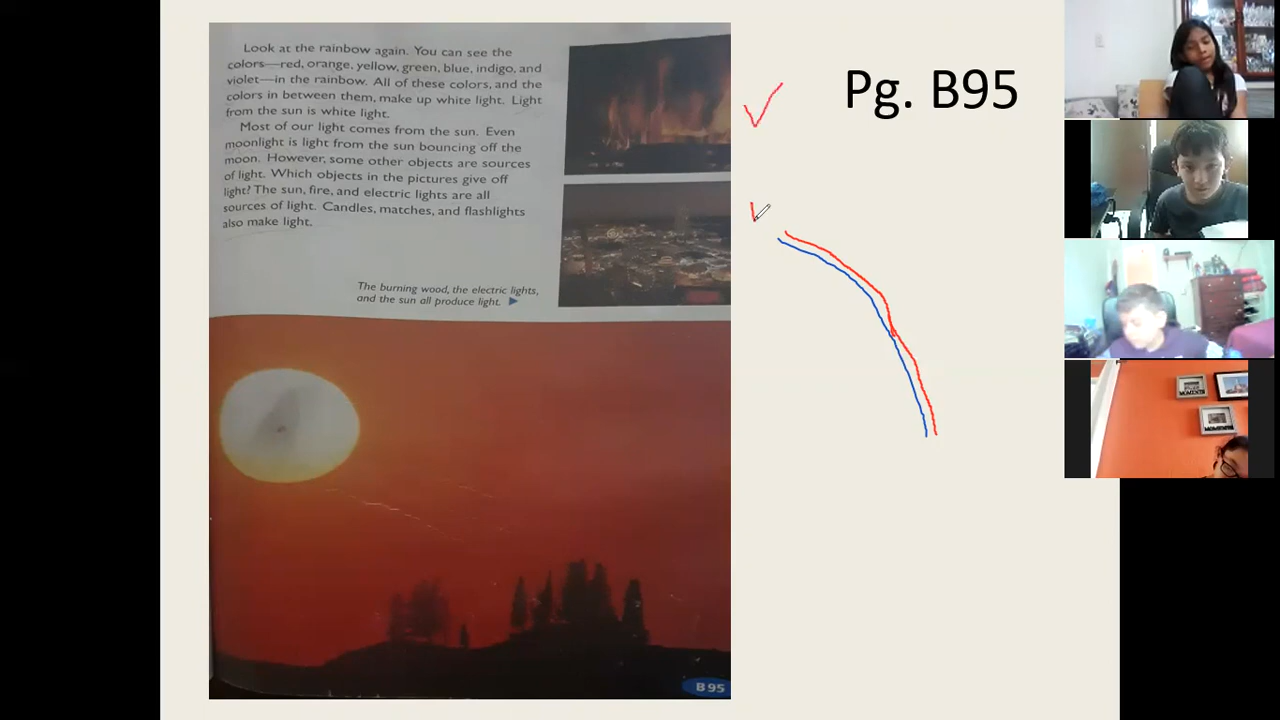 Look at the rainbow again. You can see the
colors—red, orange, yellow, green, blue, indigo, and
violet—in the rainbow. All of these colors, and the
colors in between them, make up white light. Light
from the sun is white light.
Most of our light comes from the sun. Even
moonlight is light from the sun bouncing off the
moon. However, some other objects are sources
of light. Which objects in the pictures give off
light? The sun, fire, and electric lights are all
sources of light. Candles, matches, and flashlights
also make light.
The burning wood, the electric lights,
and the sun all produce light. ▶
B95
Pg. B95